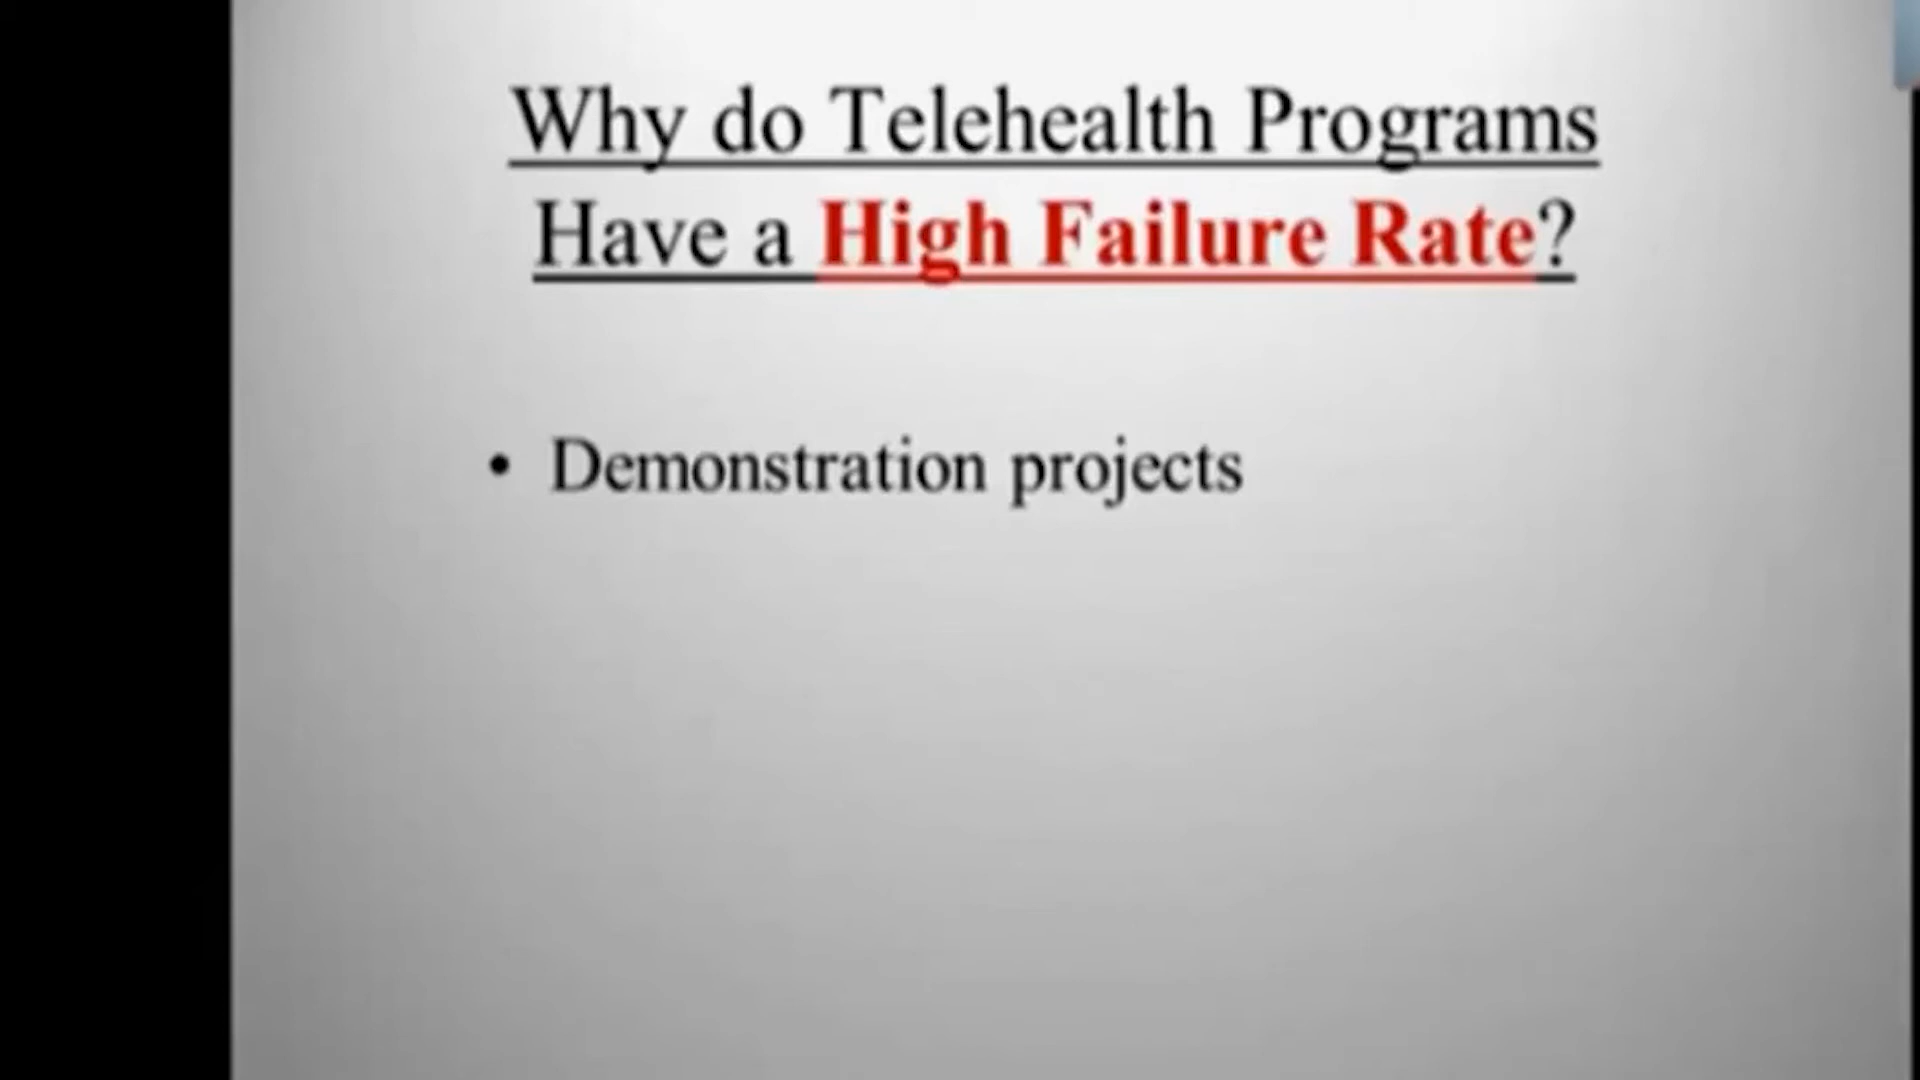 Why do Telehealth Programs
Have a High Failure Rate?
• Demonstration projects